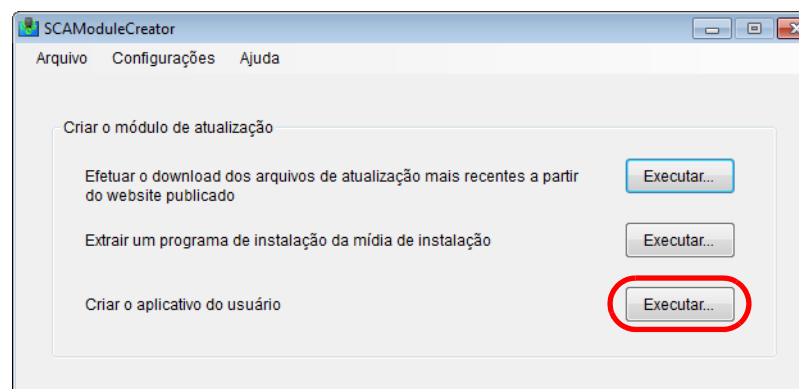 SCAModuleCreator
Arquivo Configurações Ajuda
Criar o módulo de atualização
Efetuar o download dos arquivos de atualização mais recentes a partir
do website publicado
Executar...
Extrair um programa de instalação da mídia de instalação
Executar...
Criar o aplicativo do usuário
Executar...